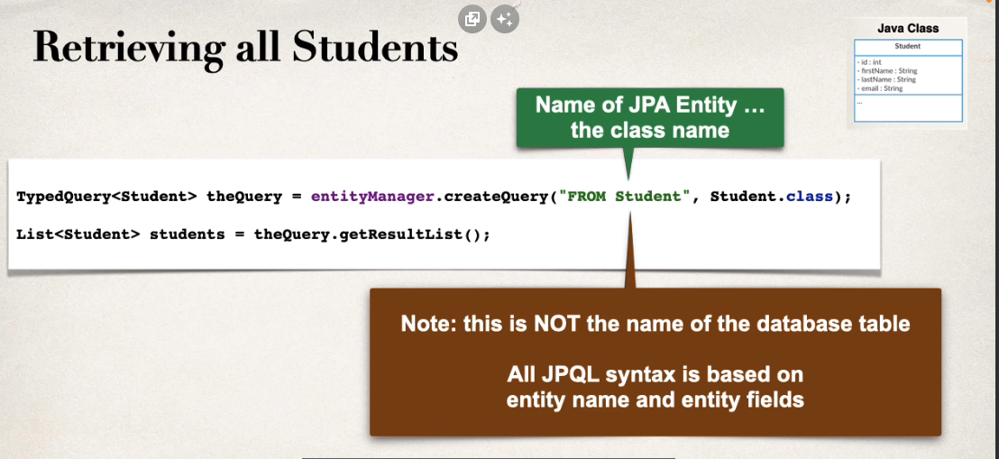 Retrieving all Students
Java Class
Student
- id : int
- firstName : String
- lastName : String
- email : String
...
Name of JPA Entity ...
the class name
TypedQuery<Student> theQuery = entityManager.createQuery("FROM Student", Student.class);
List<Student> students = theQuery.getResultList();
Note: this is NOT the name of the database table
All JPQL syntax is based on
entity name and entity fields